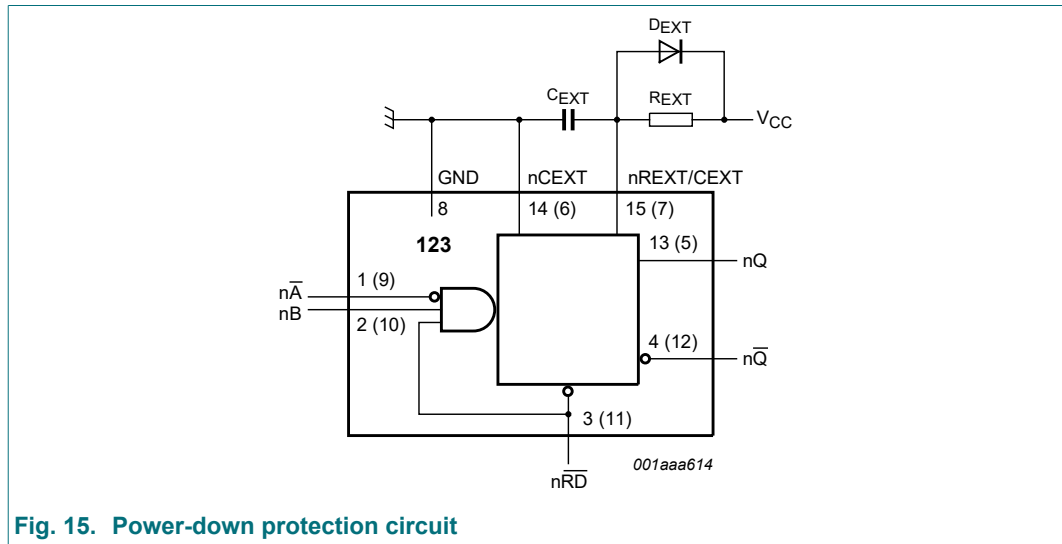 DEXT
CEXT
REXT
VCC
GND
nCEXT
nREXT/CEXT
8
14 (6)
15 (7)
123
13 (5)
nQ
1 (9)
nA̅
nB
2 (10)
4 (12)
nQ̅
3 (11)
001aaa614
nR̅D̅
Fig. 15. Power-down protection circuit